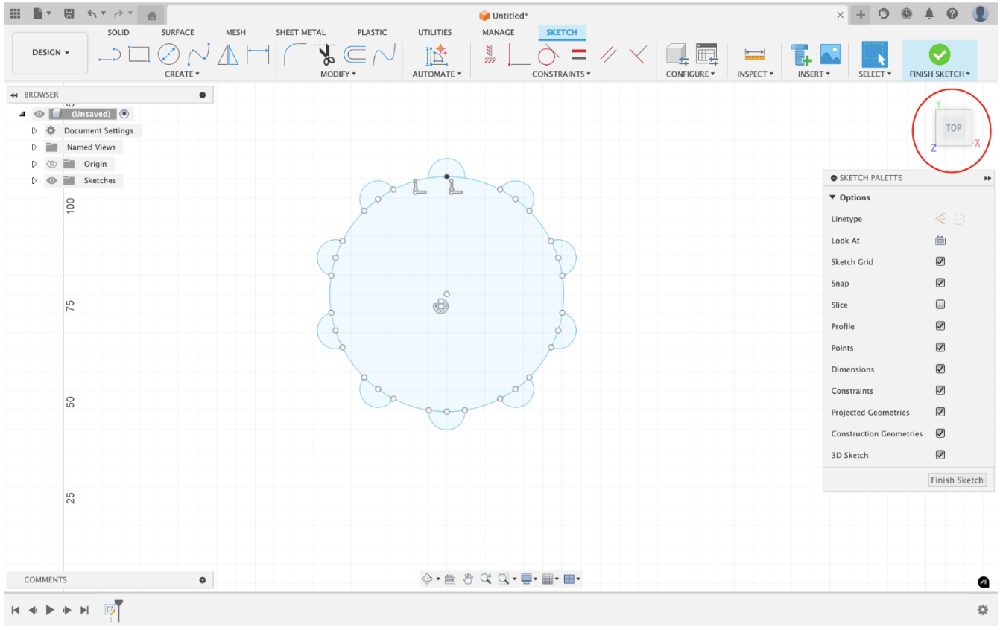 Untitled*
SOLID SURFACE MESH SHEET METAL PLASTIC UTILITIES MANAGE SKETCH
DESIGN ▾
CREATE ▾ MODIFY ▾ AUTOMATE ▾ CONSTRAINTS ▾ CONFIGURE ▾ INSPECT ▾ INSERT ▾ SELECT ▾ FINISH SKETCH ▾
BROWSER
(Unsaved)
Document Settings
Named Views
Origin
Sketches
Y
TOP
X
Z
100
75
50
25
SKETCH PALETTE
Options
Linetype
Look At
Sketch Grid
Snap
Slice
Profile
Points
Dimensions
Constraints
Projected Geometries
Construction Geometries
3D Sketch
Finish Sketch
COMMENTS